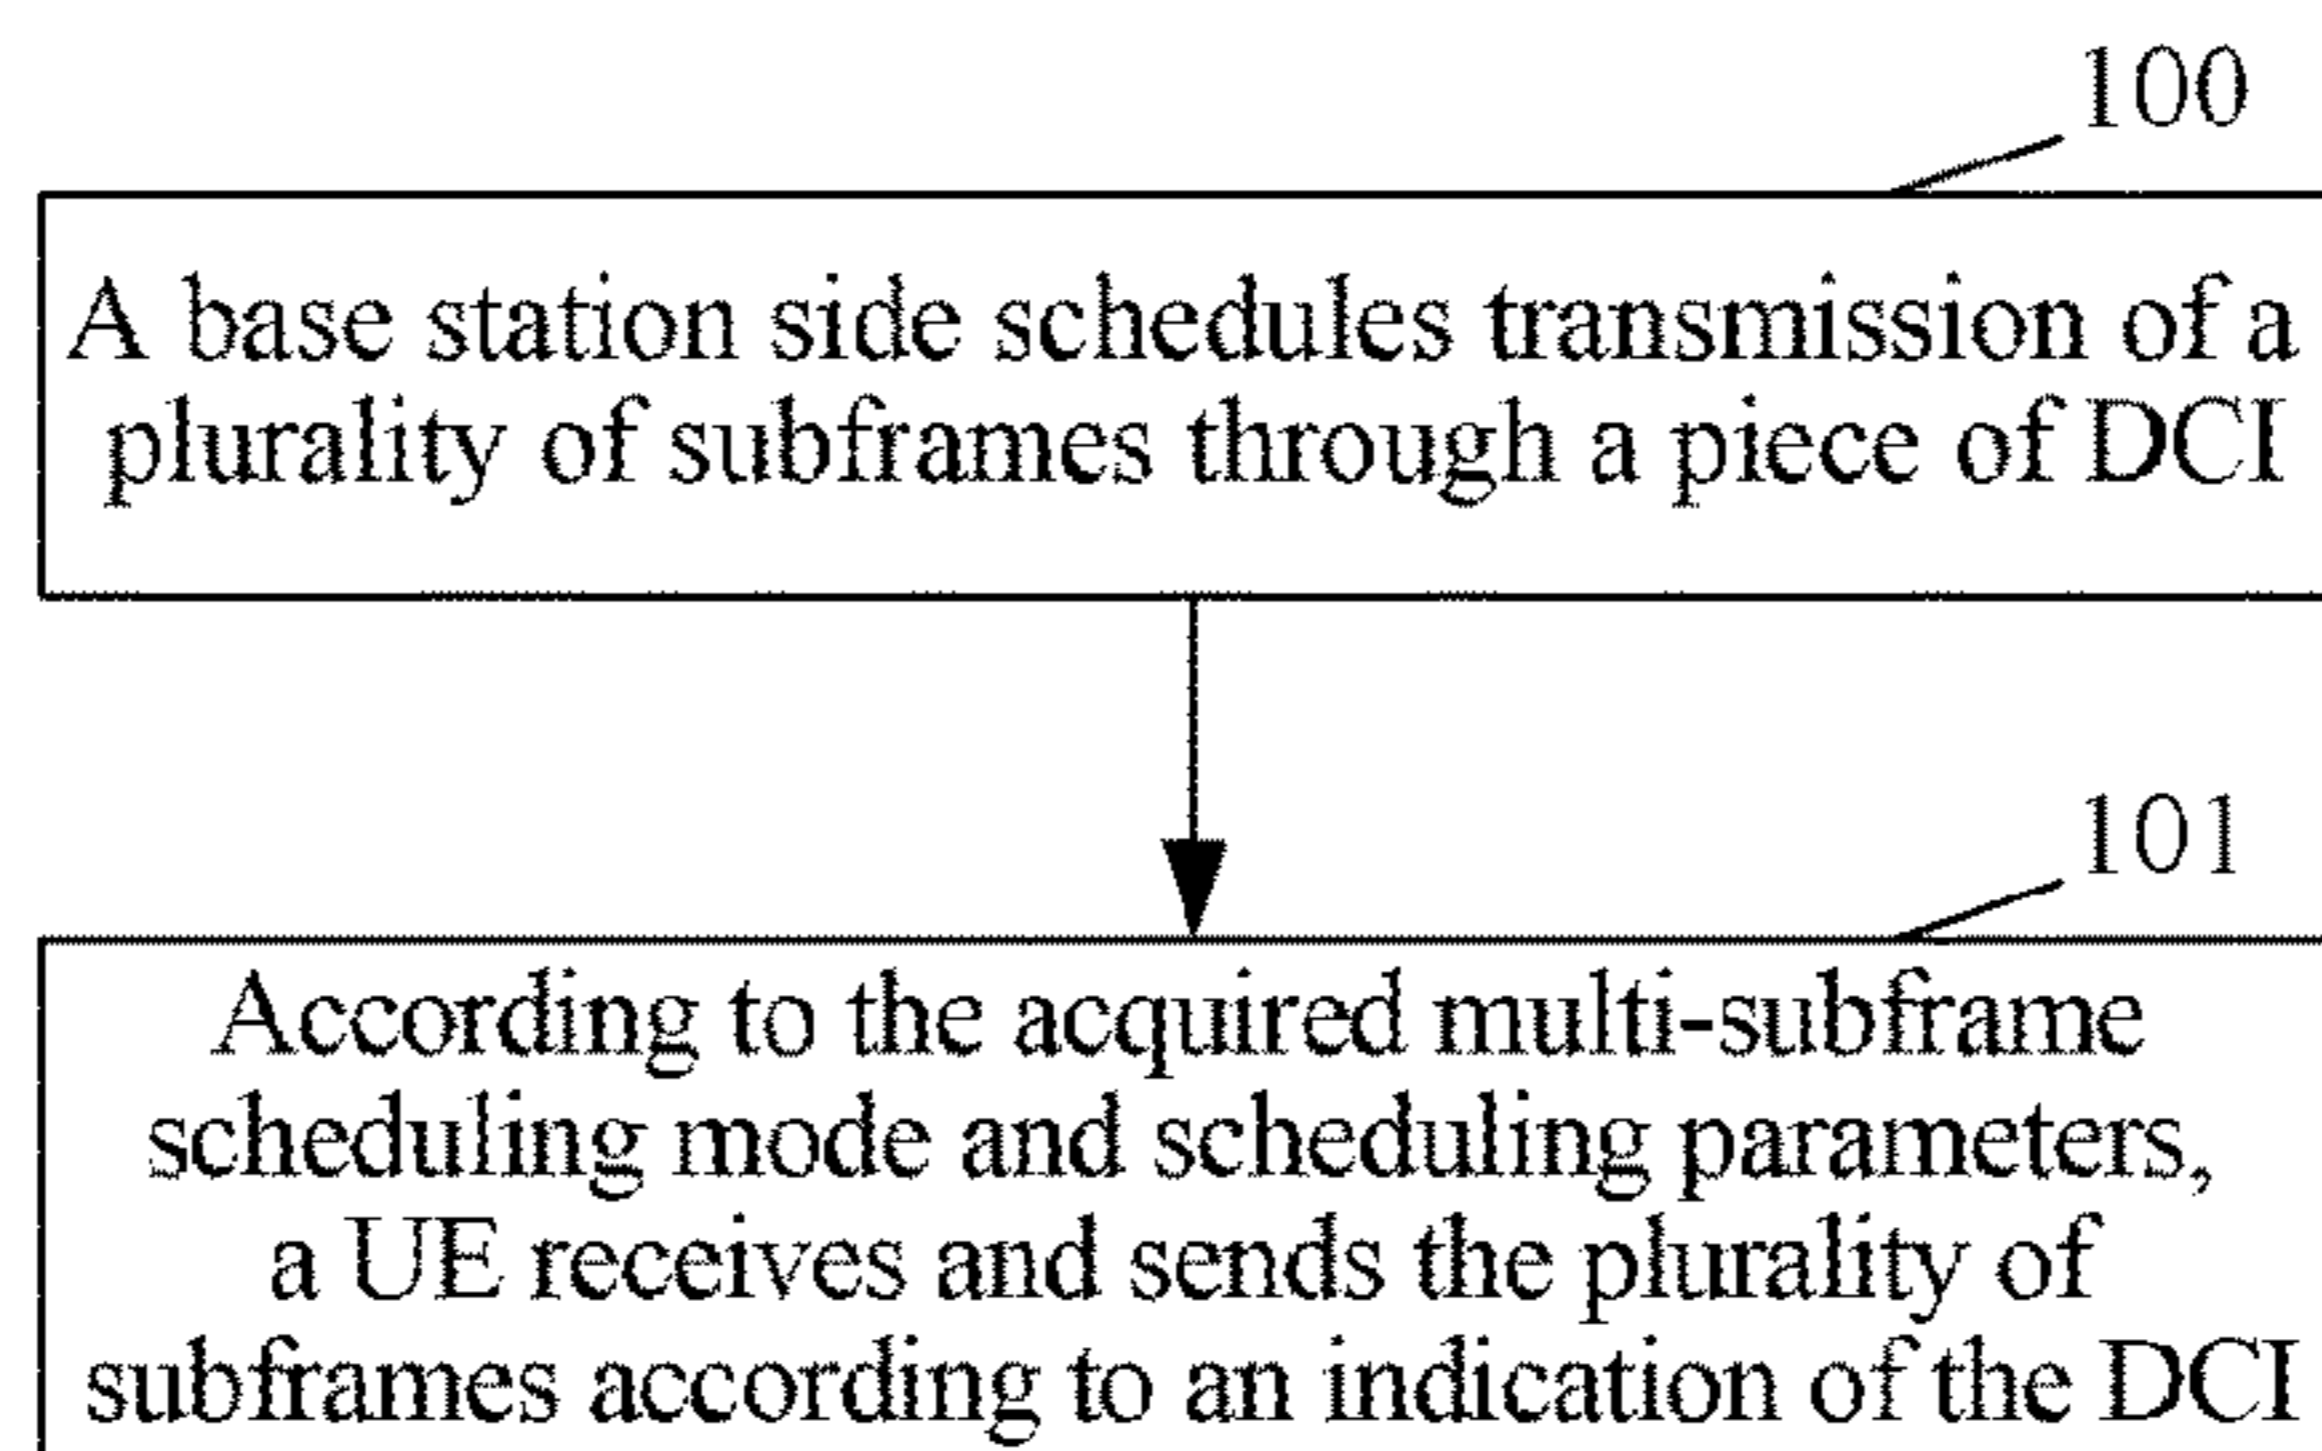 100
A base station side schedules transmission of a
plurality of subframes through a piece of DCI
101
According to the acquired multi-subframe
scheduling mode and scheduling parameters,
a UE receives and sends the plurality of
subframes according to an indication of the DCI